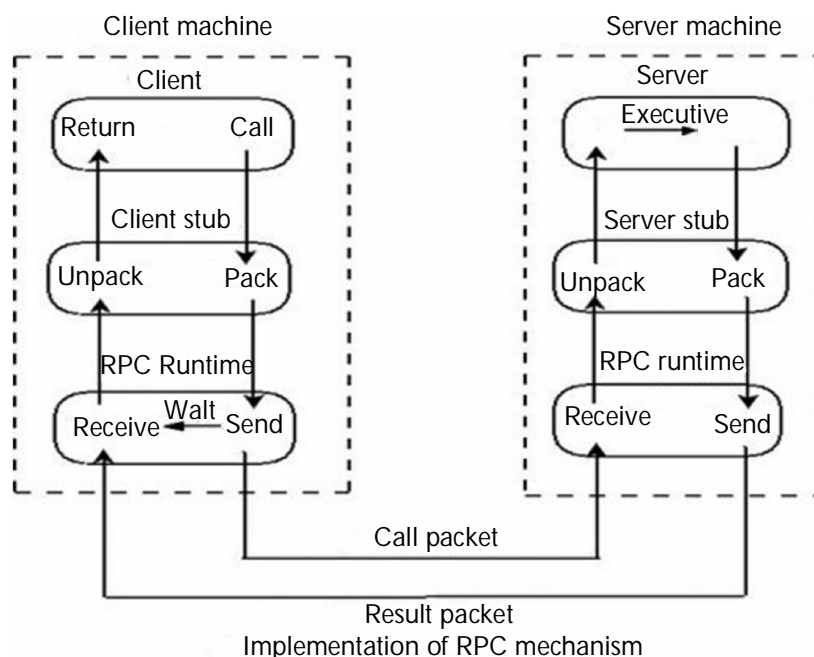 Client machine
Server machine
Client
Return Call
Client stub
Unpack Pack
RPC Runtime
Walt
Receive Send
Server
Executive
Server stub
Unpack Pack
RPC runtime
Receive Send
Call packet
Result packet
Implementation of RPC mechanism